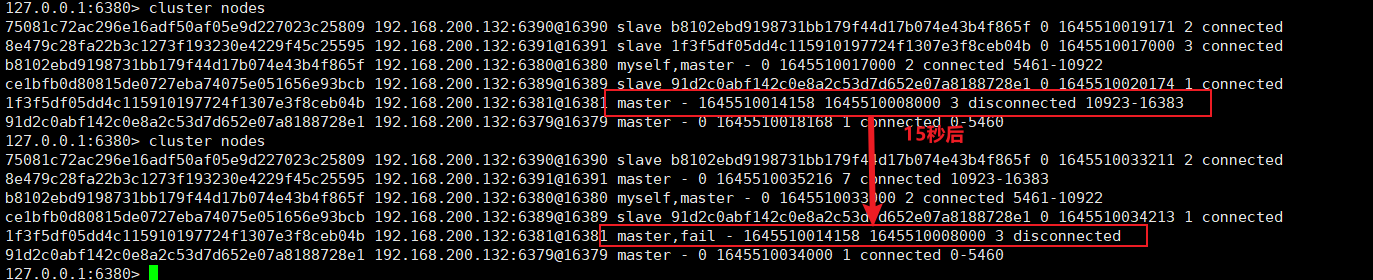 127.0.0.1:6380> cluster nodes
75081c72ac296e16adf50af05e9d227023c25809 192.168.200.132:6390@16390 slave b8102ebd9198731bb179f44d17b074e43b4f865f 0 1645510019171 2 connected
8e479c28fa22b3c1273f193230e4229f45c25595 192.168.200.132:6391@16391 slave 1f3f5df05dd4c115910197724f1307e3f8ceb04b 0 1645510017000 3 connected
b8102ebd9198731bb179f44d17b074e43b4f865f 192.168.200.132:6380@16380 myself,master - 0 1645510017000 2 connected 5461-10922
ce1bfb0d80815de0727eba74075e051656e93bcb 192.168.200.132:6389@16389 slave 91d2c0abf142c0e8a2c53d7d652e07a8188728e1 0 1645510020174 1 connected
1f3f5df05dd4c115910197724f1307e3f8ceb04b 192.168.200.132:6381@16381 master - 1645510014158 1645510008000 3 disconnected 10923-16383
91d2c0abf142c0e8a2c53d7d652e07a8188728e1 192.168.200.132:6379@16379 master - 0 1645510018168 1 connected 0-5460
15秒后
127.0.0.1:6380> cluster nodes
75081c72ac296e16adf50af05e9d227023c25809 192.168.200.132:6390@16390 slave b8102ebd9198731bb179f44d17b074e43b4f865f 0 1645510033211 2 connected
8e479c28fa22b3c1273f193230e4229f45c25595 192.168.200.132:6391@16391 master - 0 1645510035216 7 connected 10923-16383
b8102ebd9198731bb179f44d17b074e43b4f865f 192.168.200.132:6380@16380 myself,master - 0 1645510033000 2 connected 5461-10922
ce1bfb0d80815de0727eba74075e051656e93bcb 192.168.200.132:6389@16389 slave 91d2c0abf142c0e8a2c53d7d652e07a8188728e1 0 1645510034213 1 connected
1f3f5df05dd4c115910197724f1307e3f8ceb04b 192.168.200.132:6381@16381 master,fail - 1645510014158 1645510008000 3 disconnected
91d2c0abf142c0e8a2c53d7d652e07a8188728e1 192.168.200.132:6379@16379 master - 0 1645510034000 1 connected 0-5460
127.0.0.1:6380>